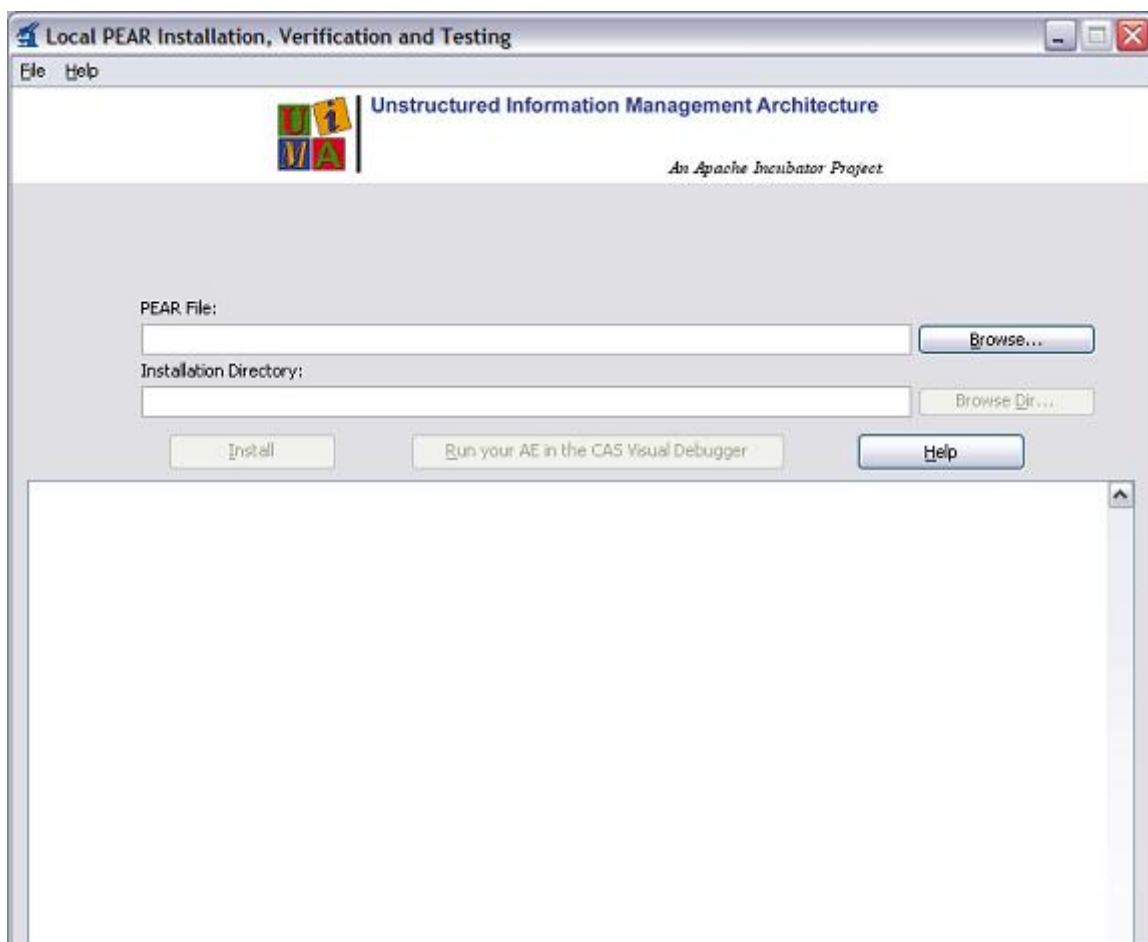 Local PEAR Installation, Verification and Testing
File Help
UiMA
Unstructured Information Management Architecture
An Apache Incubator Project
PEAR File:
Browse...
Installation Directory:
Browse Dir...
Install Run your AE in the CAS Visual Debugger Help